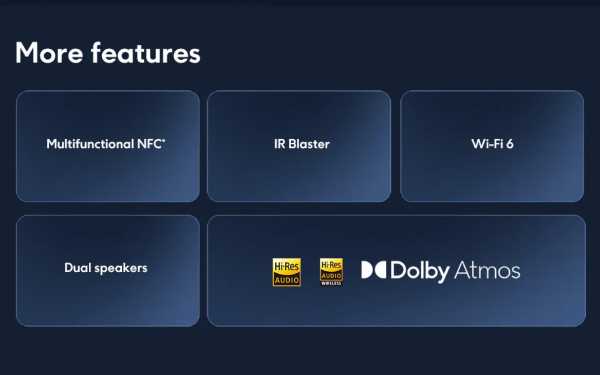 More features
Multifunctional NFC*
IR Blaster
Wi-Fi 6
Dual speakers
Hi-Res
AUDIO
Hi-Res
AUDIO
WIRELESS
Dolby Atmos